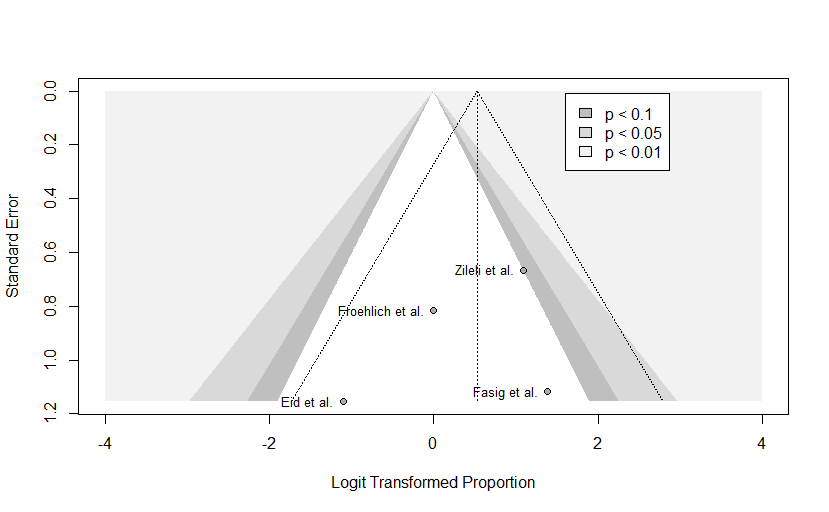 p < 0.1
p < 0.05
p < 0.01
Zileli et al.
Froehlich et al.
Fasig et al.
Eid et al.
0.0
0.2
0.4
0.6
0.8
1.0
1.2
Standard Error
-4
-2
0
2
4
Logit Transformed Proportion